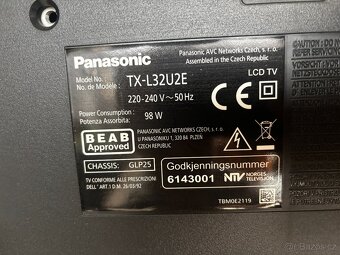 Panasonic
Panasonic AVC Networks Czech, s. r. o.
Assembled in the Czech Republic
Model No.
No. de Modele:
TX-L32U2E
LCD TV
220-240 V ~ 50 Hz
Power Consumption :
Potenza Assorbita:
98 W
CE
BEAB
Approved
PANASONIC AVC NETWORKS CZECH, s. r. o.
U PANASONIKU 1, 320 84 PLZEN
CZECH REPUBLIC
CHASSIS: GLP25
TV CONFORME ALLE PRESCRIZIONI
DELL' ART.1 D.M. 26/03/92
Godkjenningsnummer
6143001
NTV
NORGES
TELEVISJON
TBM0E2119